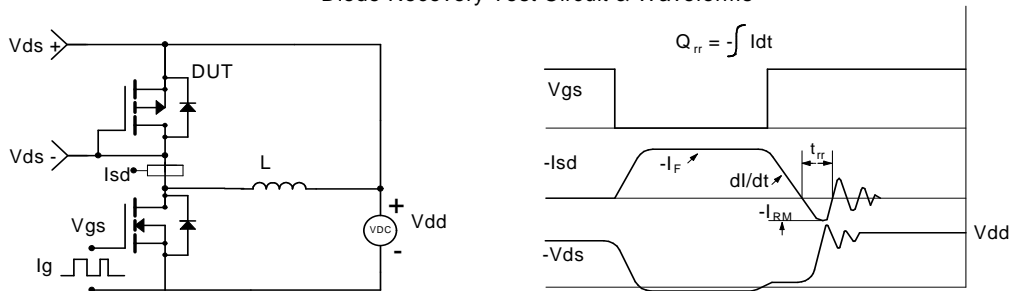 Diode Recovery Test Circuit & Waveforms
Vds +
DUT
Vds -
Isd
L
Vgs
Ig
+
VDC
-
Vdd
Qrr = -∫ Idt
Vgs
-Isd
-IF
dI/dt
trr
-IRM
Vdd
-Vds